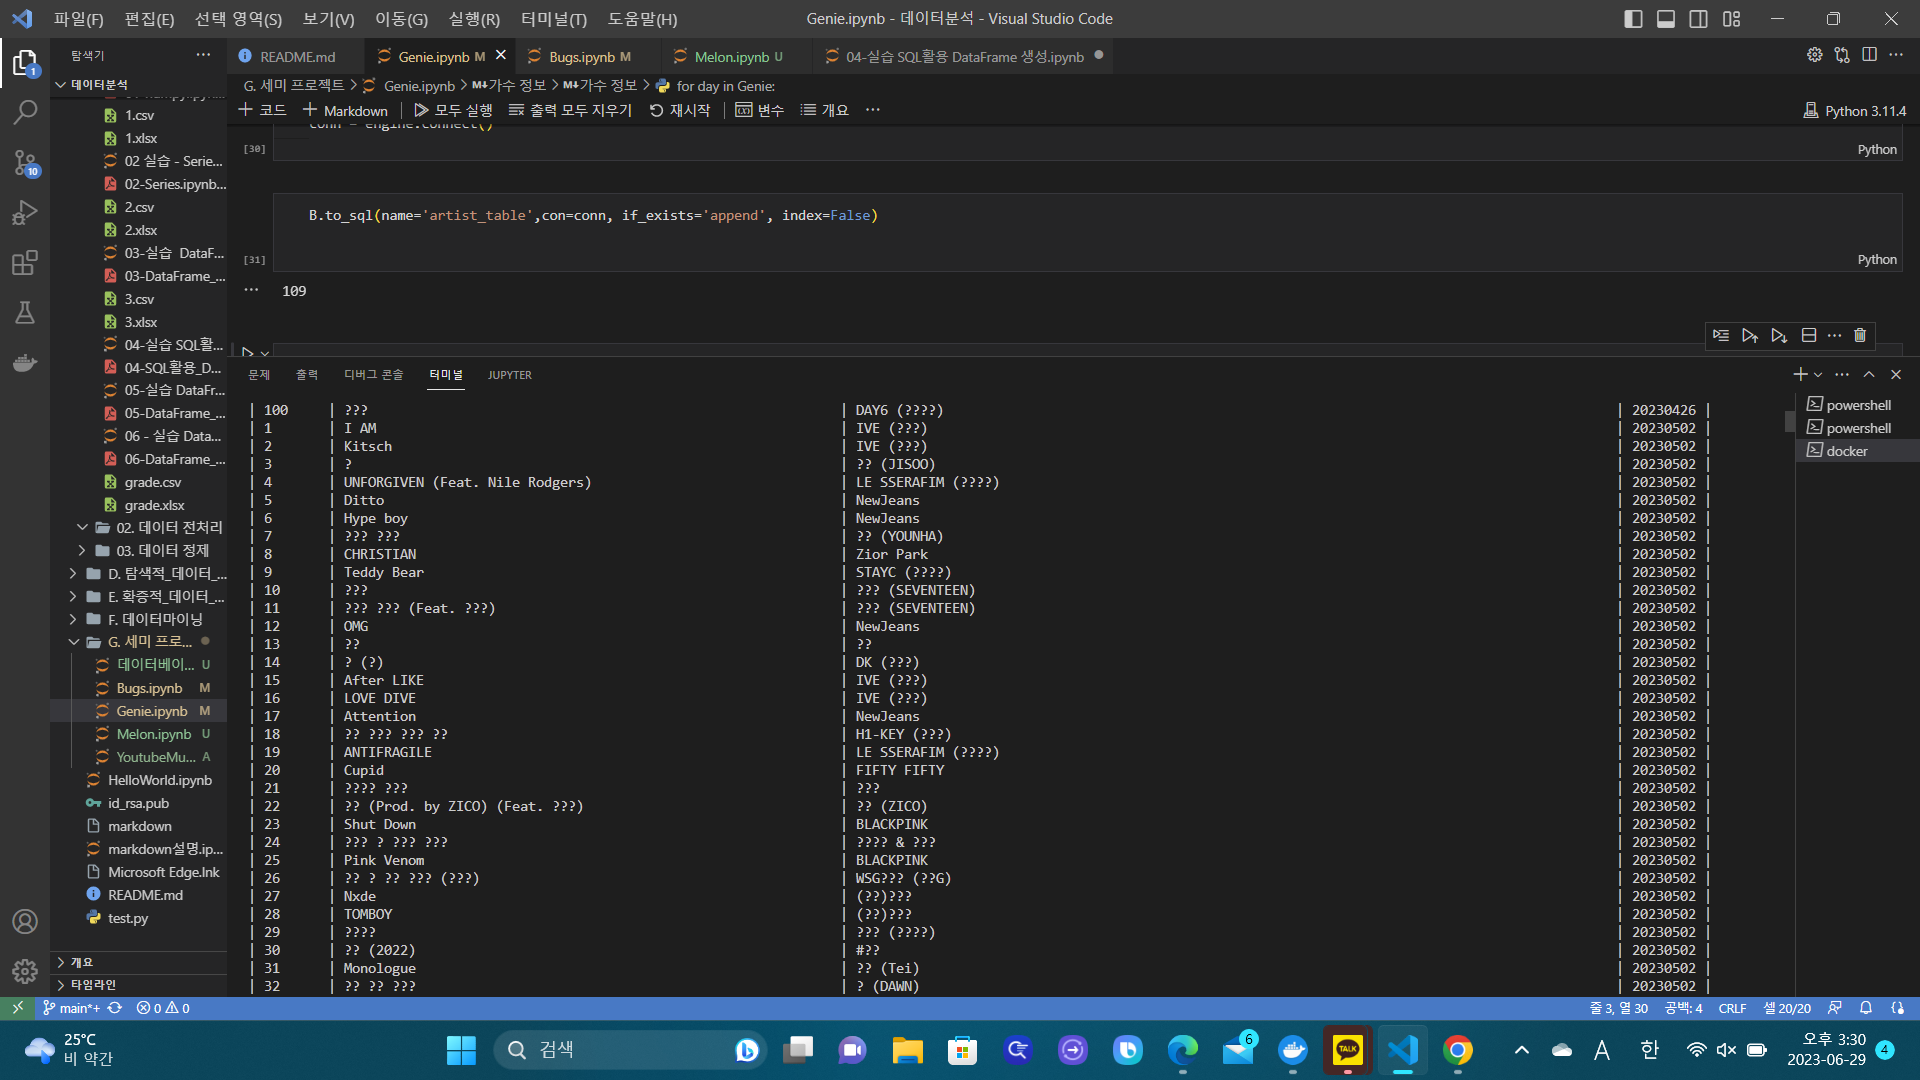 파일(F) 편집(E) 선택 영역(S) 보기(V) 이동(G) 실행(R) 터미널(T) 도움말(H) Genie.ipynb - 데이터분석 - Visual Studio Code
탐색기
README.md Genie.ipynb M Bugs.ipynb M Melon.ipynb U 04-실습 SQL활용 DataFrame 생성.ipynb
데이터분석
G. 세미 프로젝트 > Genie.ipynb > M↓가수 정보 > M↓가수 정보 > for day in Genie:
+ 코드 + Markdown 모두 실행 출력 모두 지우기 재시작 변수 개요 ... Python 3.11.4
1
10
1.csv
1.xlsx
02 실습 - Serie...
02-Series.ipynb...
2.csv
2.xlsx
03-실습 DataF...
03-DataFrame_...
3.csv
3.xlsx
04-실습 SQL활...
04-SQL활용_D...
05-실습 DataFr...
05-DataFrame_...
06 - 실습 Data...
06-DataFrame_...
grade.csv
grade.xlsx
02. 데이터 전처리
03. 데이터 정제
D. 탐색적_데이터_...
E. 확증적_데이터_...
F. 데이터마이닝
G. 세미 프로...
데이터베이... U
Bugs.ipynb M
Genie.ipynb M
Melon.ipynb U
YoutubeMu... A
HelloWorld.ipynb
id_rsa.pub
markdown
markdown설명.ip...
Microsoft Edge.lnk
README.md
test.py
개요
타임라인
conn = engine.connect()
[30] Python
B.to_sql(name='artist_table',con=conn, if_exists='append', index=False)
[31] Python
109
문제 출력 디버그 콘솔 터미널 JUPYTER
powershell
powershell
docker
| 100 | ??? | DAY6 (????) | 20230426 |
| 1 | I AM | IVE (???) | 20230502 |
| 2 | Kitsch | IVE (???) | 20230502 |
| 3 | ? | ?? (JISOO) | 20230502 |
| 4 | UNFORGIVEN (Feat. Nile Rodgers) | LE SSERAFIM (????) | 20230502 |
| 5 | Ditto | NewJeans | 20230502 |
| 6 | Hype boy | NewJeans | 20230502 |
| 7 | ??? ??? | ?? (YOUNHA) | 20230502 |
| 8 | CHRISTIAN | Zior Park | 20230502 |
| 9 | Teddy Bear | STAYC (????) | 20230502 |
| 10 | ??? | ??? (SEVENTEEN) | 20230502 |
| 11 | ??? ??? (Feat. ???) | ??? (SEVENTEEN) | 20230502 |
| 12 | OMG | NewJeans | 20230502 |
| 13 | ?? | ?? | 20230502 |
| 14 | ? (?) | DK (???) | 20230502 |
| 15 | After LIKE | IVE (???) | 20230502 |
| 16 | LOVE DIVE | IVE (???) | 20230502 |
| 17 | Attention | NewJeans | 20230502 |
| 18 | ?? ??? ??? ?? | H1-KEY (???) | 20230502 |
| 19 | ANTIFRAGILE | LE SSERAFIM (????) | 20230502 |
| 20 | Cupid | FIFTY FIFTY | 20230502 |
| 21 | ???? ??? | ??? | 20230502 |
| 22 | ?? (Prod. by ZICO) (Feat. ???) | ?? (ZICO) | 20230502 |
| 23 | Shut Down | BLACKPINK | 20230502 |
| 24 | ??? ? ??? ??? | ???? & ??? | 20230502 |
| 25 | Pink Venom | BLACKPINK | 20230502 |
| 26 | ?? ? ?? ??? (???) | WSG??? (??G) | 20230502 |
| 27 | Nxde | (??)??? | 20230502 |
| 28 | TOMBOY | (??)??? | 20230502 |
| 29 | ???? | ??? (????) | 20230502 |
| 30 | ?? (2022) | #?? | 20230502 |
| 31 | Monologue | ?? (Tei) | 20230502 |
| 32 | ?? ?? ??? | ? (DAWN) | 20230502 |
main*+ 0 0 줄 3, 열 30 공백: 4 CRLF 셀 20/20
25°C
비 약간
검색
TALK
6
A 한
오후 3:30
2023-06-29
4